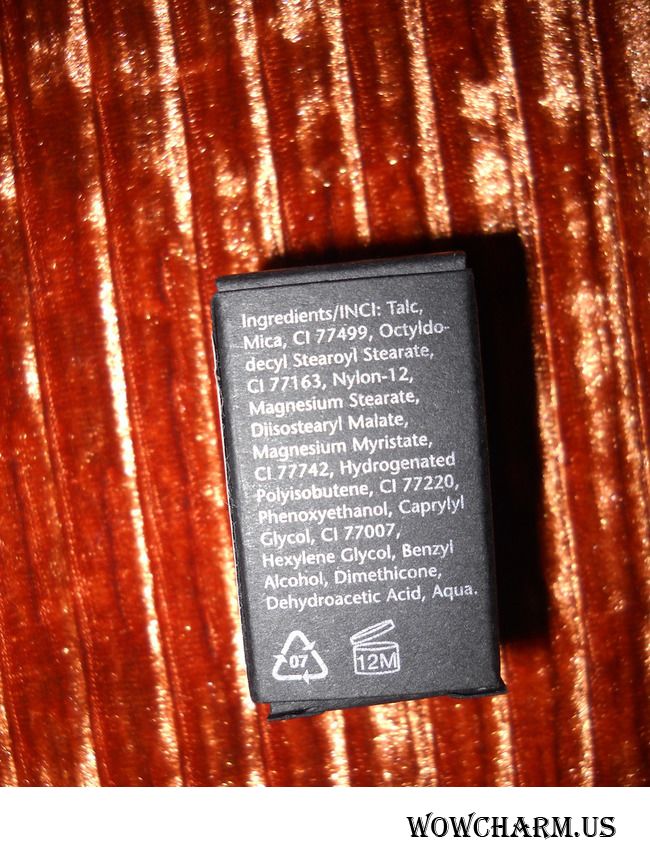 Ingredients/INCI: Talc,
Mica, CI 77499, Octyldo-
decyl Stearoyl Stearate,
CI 77163, Nylon-12,
Magnesium Stearate,
Diisostearyl Malate,
Magnesium Myristate,
CI 77742, Hydrogenated
Polyisobutene, CI 77220,
Phenoxyethanol, Caprylyl
Glycol, CI 77007,
Hexylene Glycol, Benzyl
Alcohol, Dimethicone,
Dehydroacetic Acid, Aqua.
07
12M
WOWCHARM.US